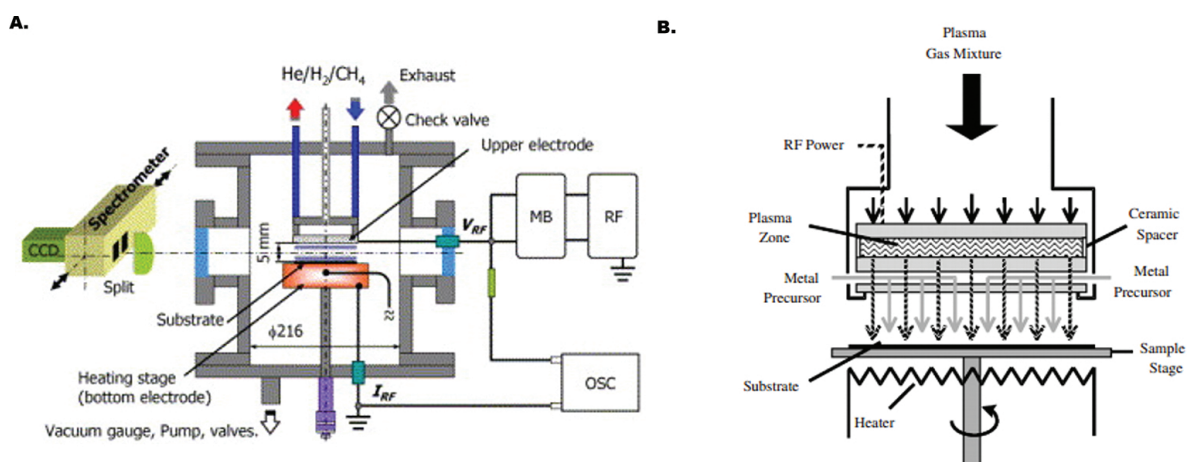 A.
He/H2/CH4
Exhaust
Check valve
Upper electrode
Spectrometer
CCD
Split
5 mm
VRF
MB
RF
Substrate
ϕ216
Heating stage
(bottom electrode)
IRF
OSC
Vacuum gauge, Pump, valves.
B.
Plasma
Gas Mixture
RF Power
Plasma
Zone
Ceramic
Spacer
Metal
Precursor
Metal
Precursor
Substrate
Sample
Stage
Heater